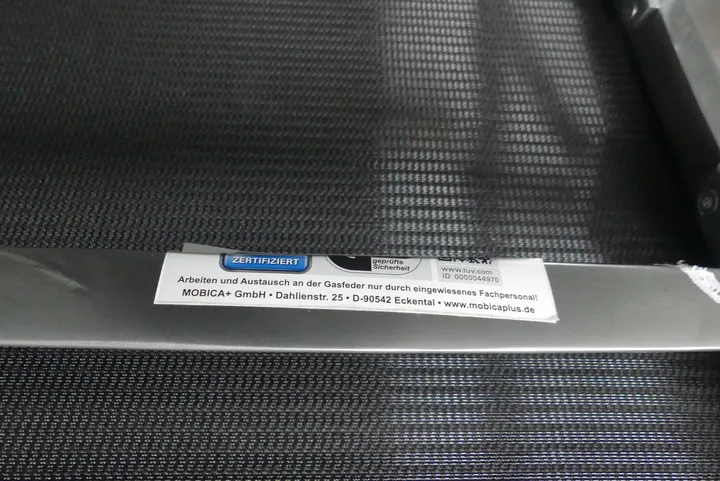 ZERTIFIZIERT
geprüfte
Sicherheit
www.tuv.com
ID 0000044970
Arbeiten und Austausch an der Gasfeder nur durch eingewiesenes Fachpersonal!
MOBICA+ GmbH • Dahlienstr. 25 • D-90542 Eckental • www.mobicaplus.de